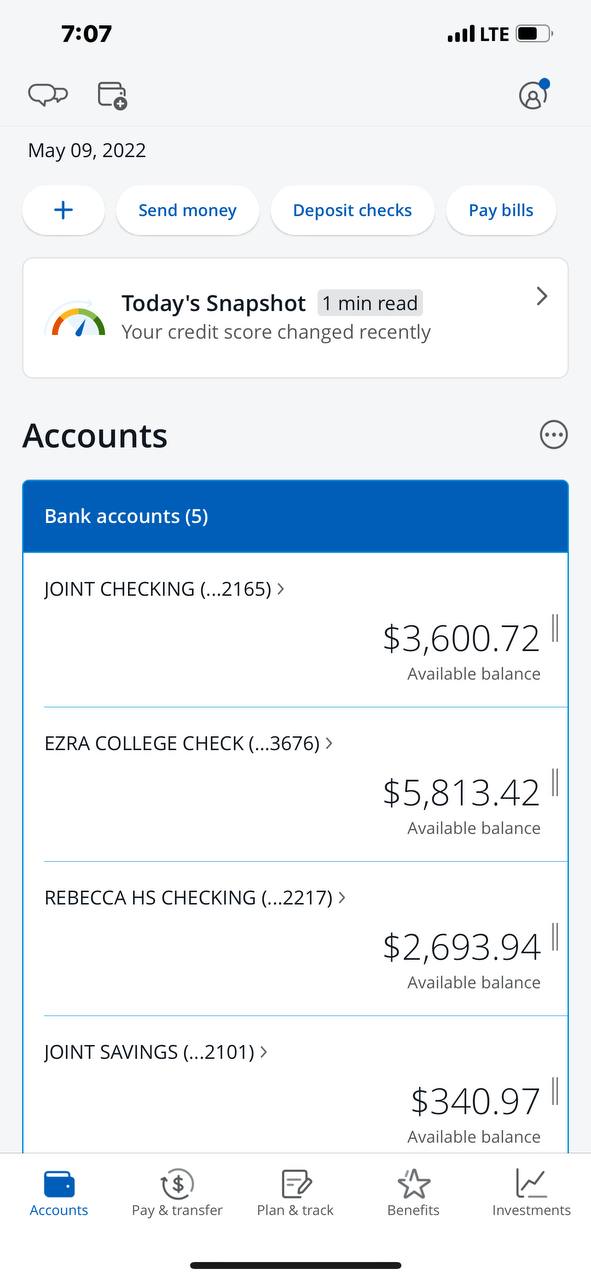 7:07
LTE
May 09, 2022
+
Send money
Deposit checks
Pay bills
Today's Snapshot 1 min read
Your credit score changed recently
Accounts
Bank accounts (5)
JOINT CHECKING (...2165)
$3,600.72
Available balance
EZRA COLLEGE CHECK (...3676)
$5,813.42
Available balance
REBECCA HS CHECKING (...2217)
$2,693.94
Available balance
JOINT SAVINGS (...2101)
$340.97
Available balance
Accounts
Pay & transfer
Plan & track
Benefits
Investments